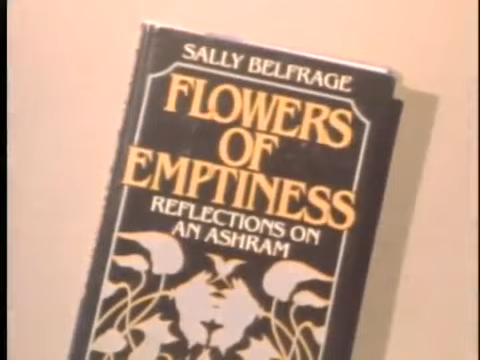 SALLY BELFRAGE
FLOWERS
OF
EMPTINESS
REFLECTIONS ON
AN ASHRAM